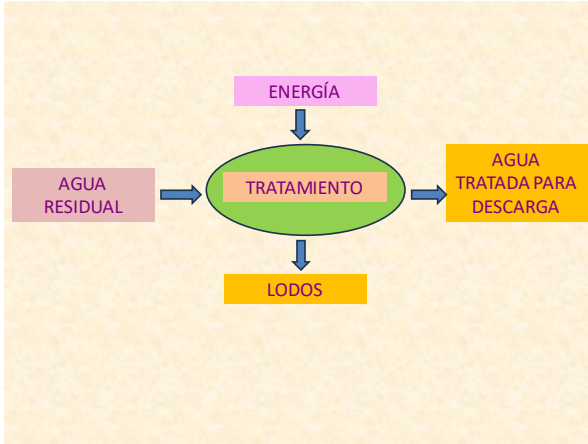 ENERGÍA
AGUA
RESIDUAL
TRATAMIENTO
AGUA
TRATADA PARA
DESCARGA
LODOS